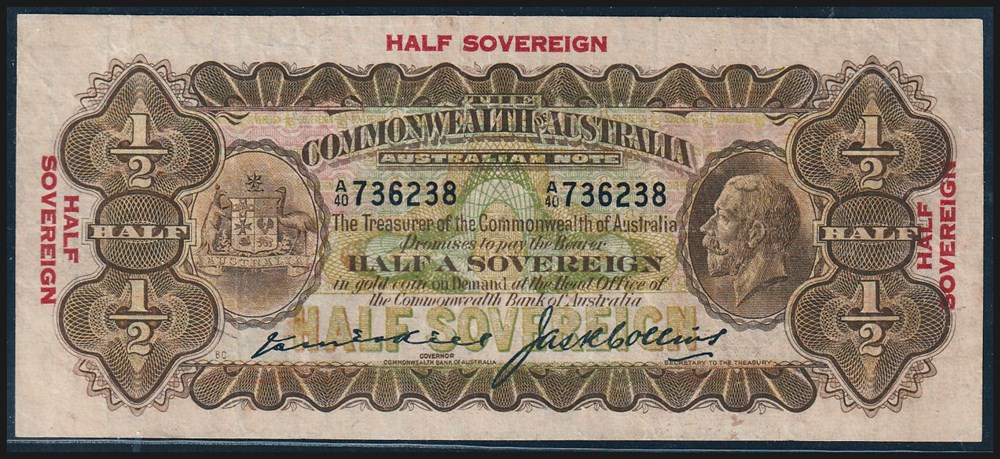 HALF SOVEREIGN
THE
COMMONWEALTH OF AUSTRALIA
AUSTRALIAN NOTE
A/40 736238 A/40 736238
The Treasurer of the Commonwealth of Australia
Promises to pay the Bearer
HALF A SOVEREIGN
in gold coin on Demand at the Head Office of
the Commonwealth Bank of Australia
HALF SOVEREIGN
1/2
1/2
HALF
HALF
1/2
1/2
AUSTRALIA
HALF
SOVEREIGN
HALF
SOVEREIGN
BC
Jas R Collins
GOVERNOR
COMMONWEALTH BANK OF AUSTRALIA
SECRETARY TO THE TREASURY